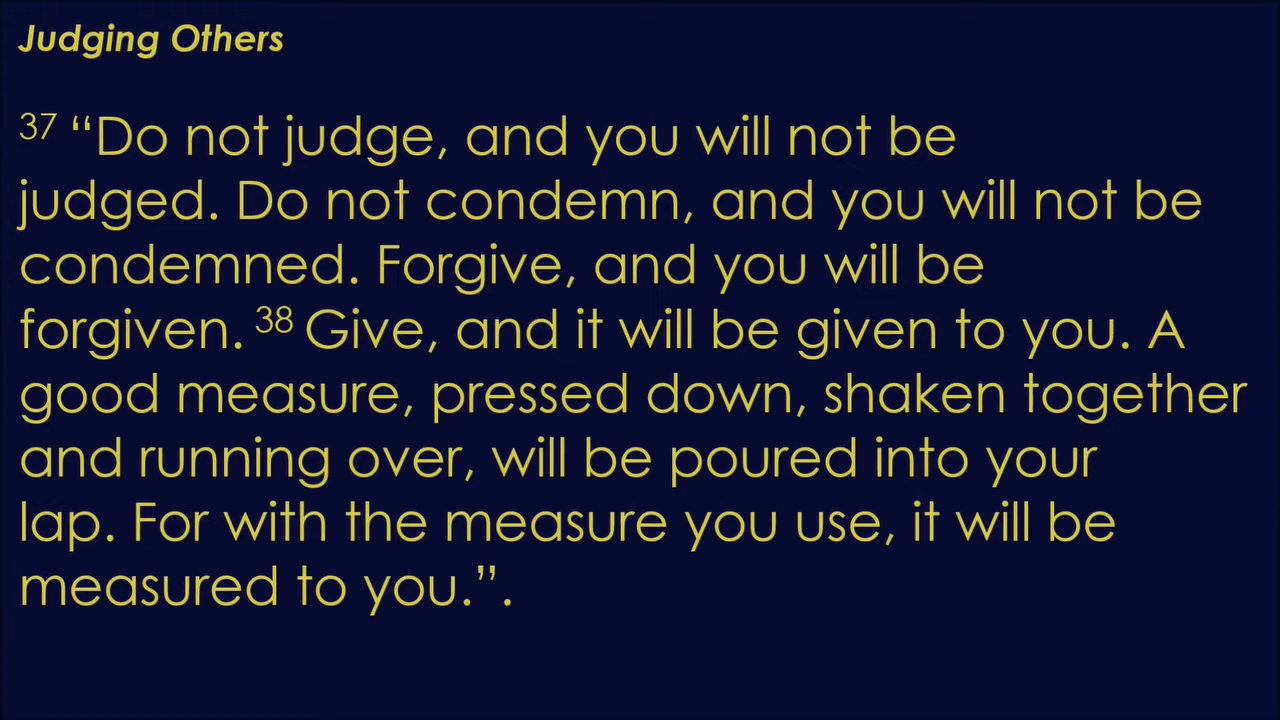 Judging Others
37 “Do not judge, and you will not be
judged. Do not condemn, and you will not be
condemned. Forgive, and you will be
forgiven. 38 Give, and it will be given to you. A
good measure, pressed down, shaken together
and running over, will be poured into your
lap. For with the measure you use, it will be
measured to you.”.